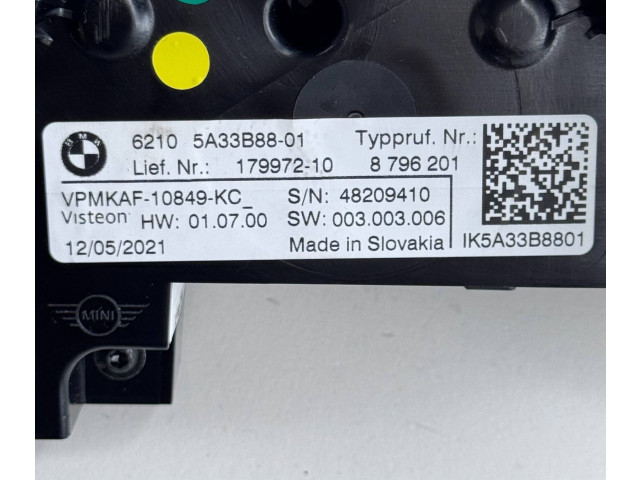 BMW
6210 5A33B88-01 Typpruf. Nr.:
Lief. Nr.: 179972-10 8 796 201
VPMKAF-10849-KC_ S/N: 48209410
Visteon HW: 01.07.00 SW: 003.003.006
12/05/2021 Made in Slovakia IK5A33B8801
MINI